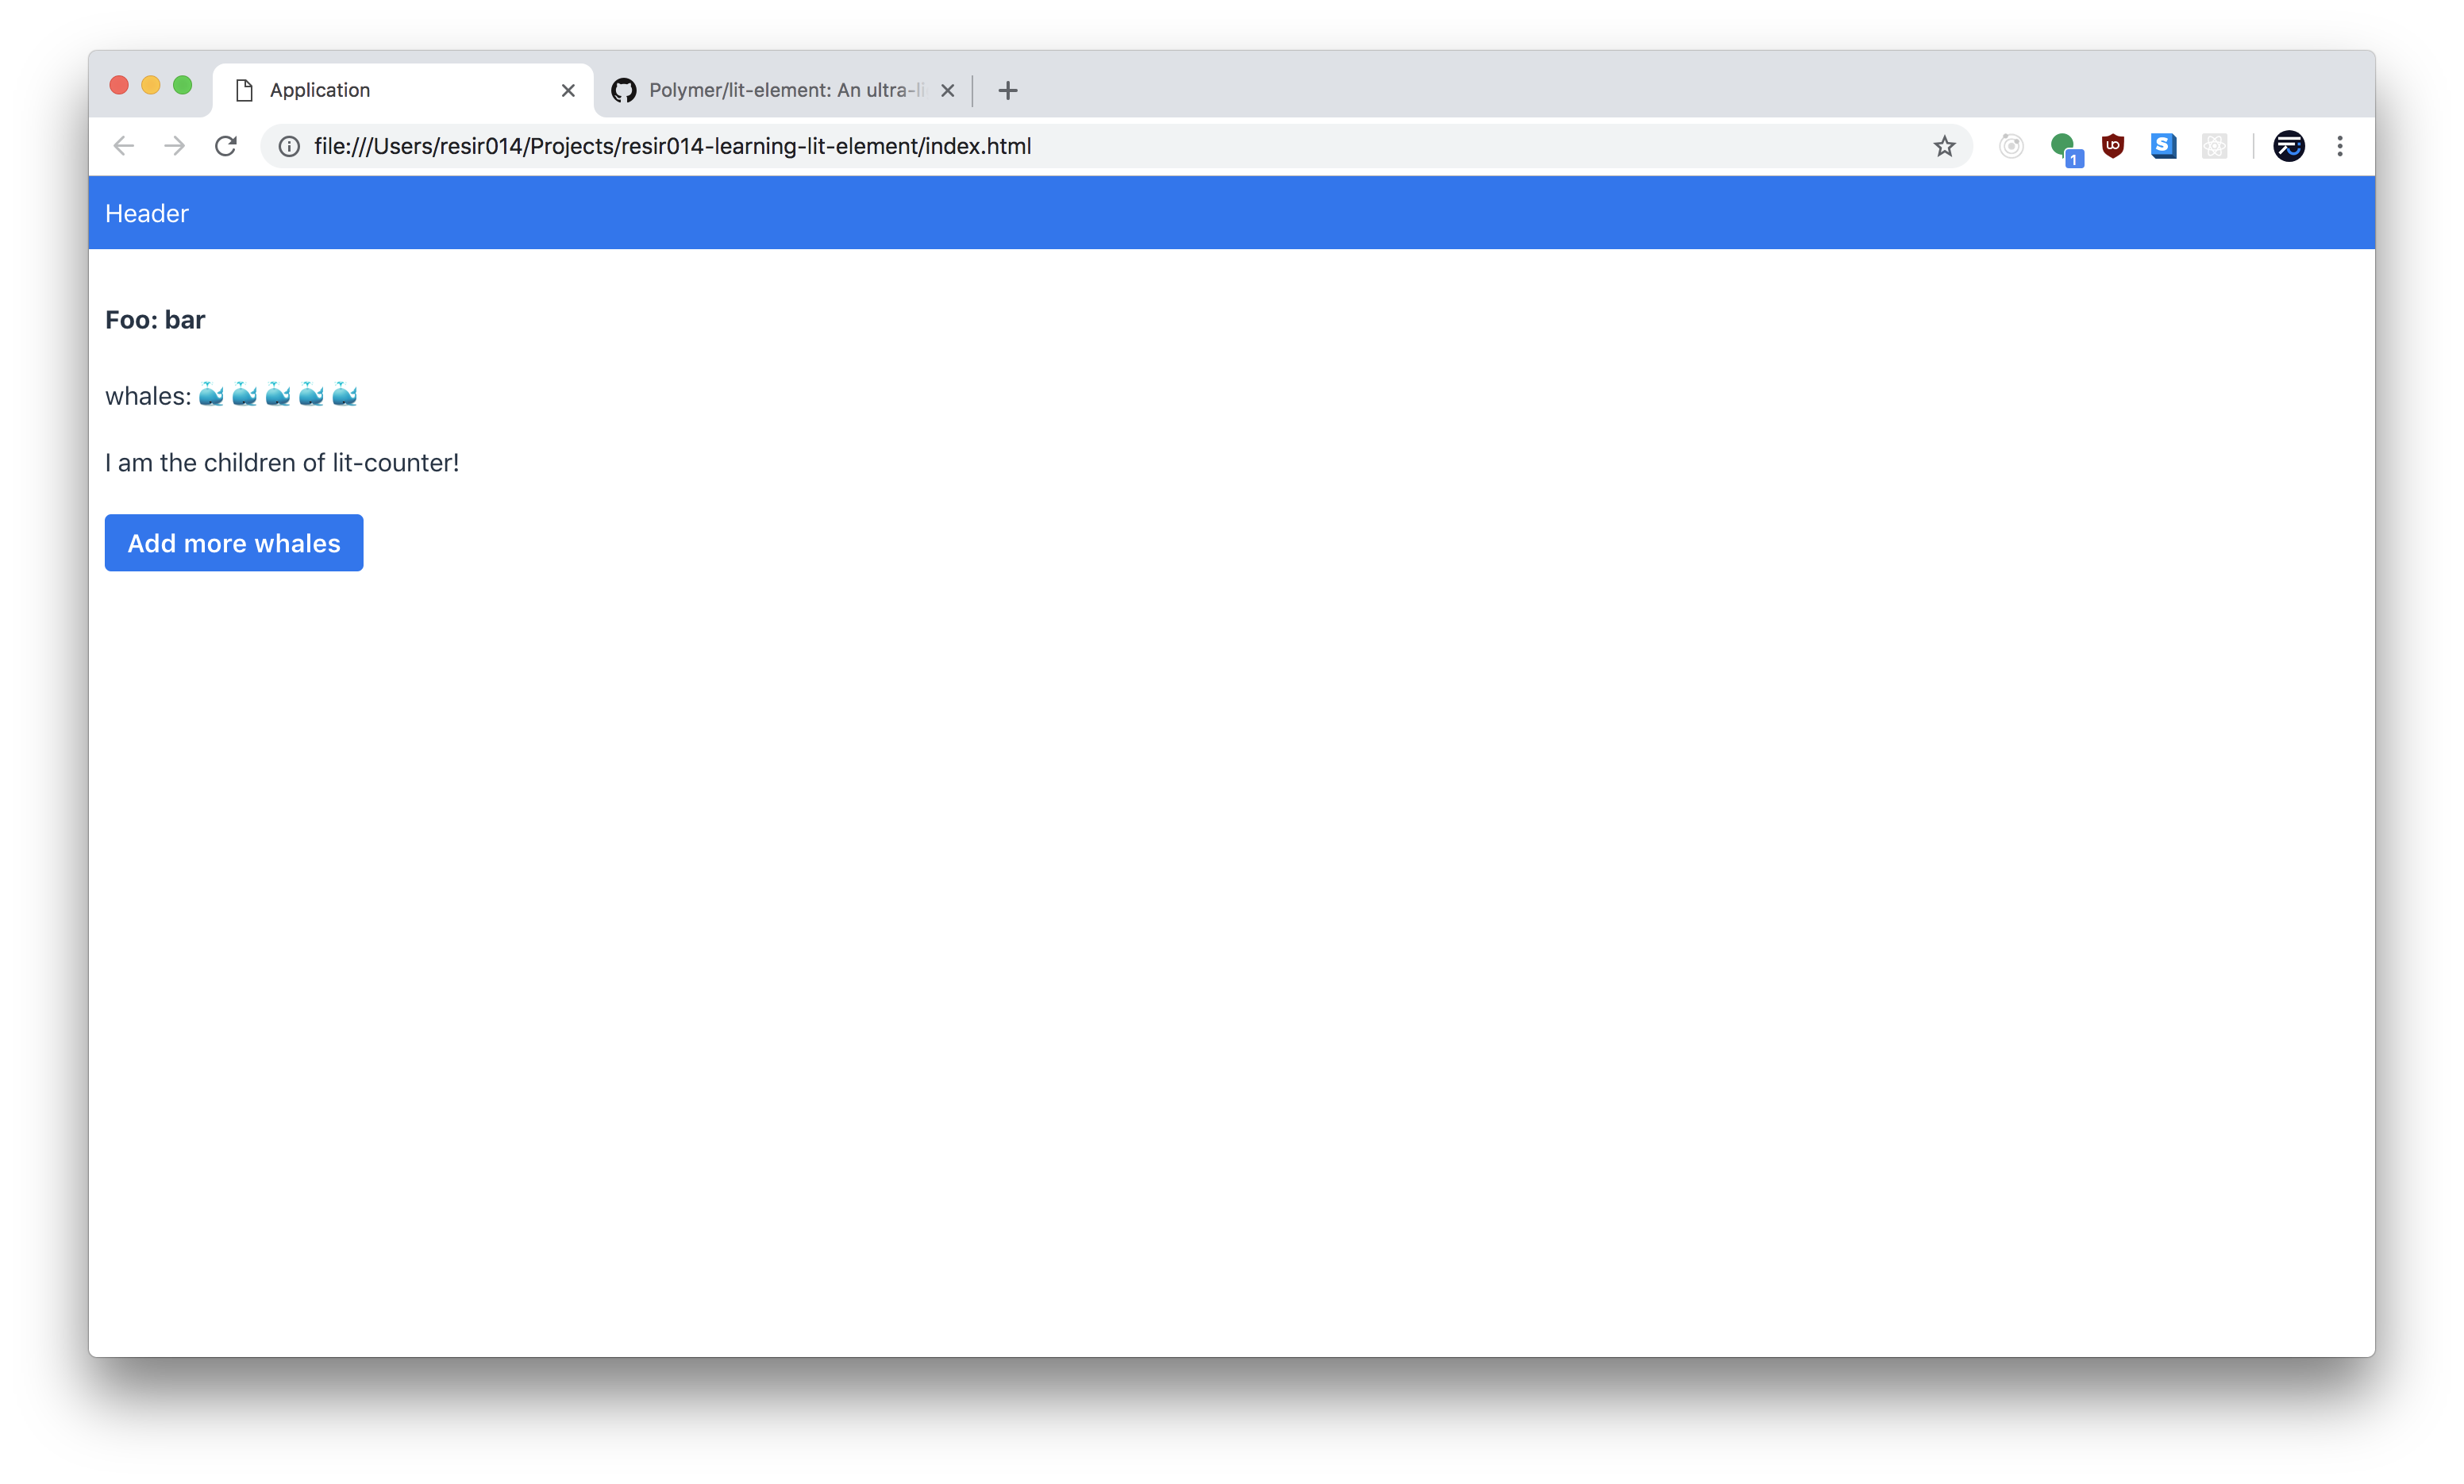 Application
Polymer/lit-element: An ultra-li
file:///Users/resir014/Projects/resir014-learning-lit-element/index.html
1
S
Header
Foo: bar
whales: 🐳 🐳 🐳 🐳 🐳
I am the children of lit-counter!
Add more whales